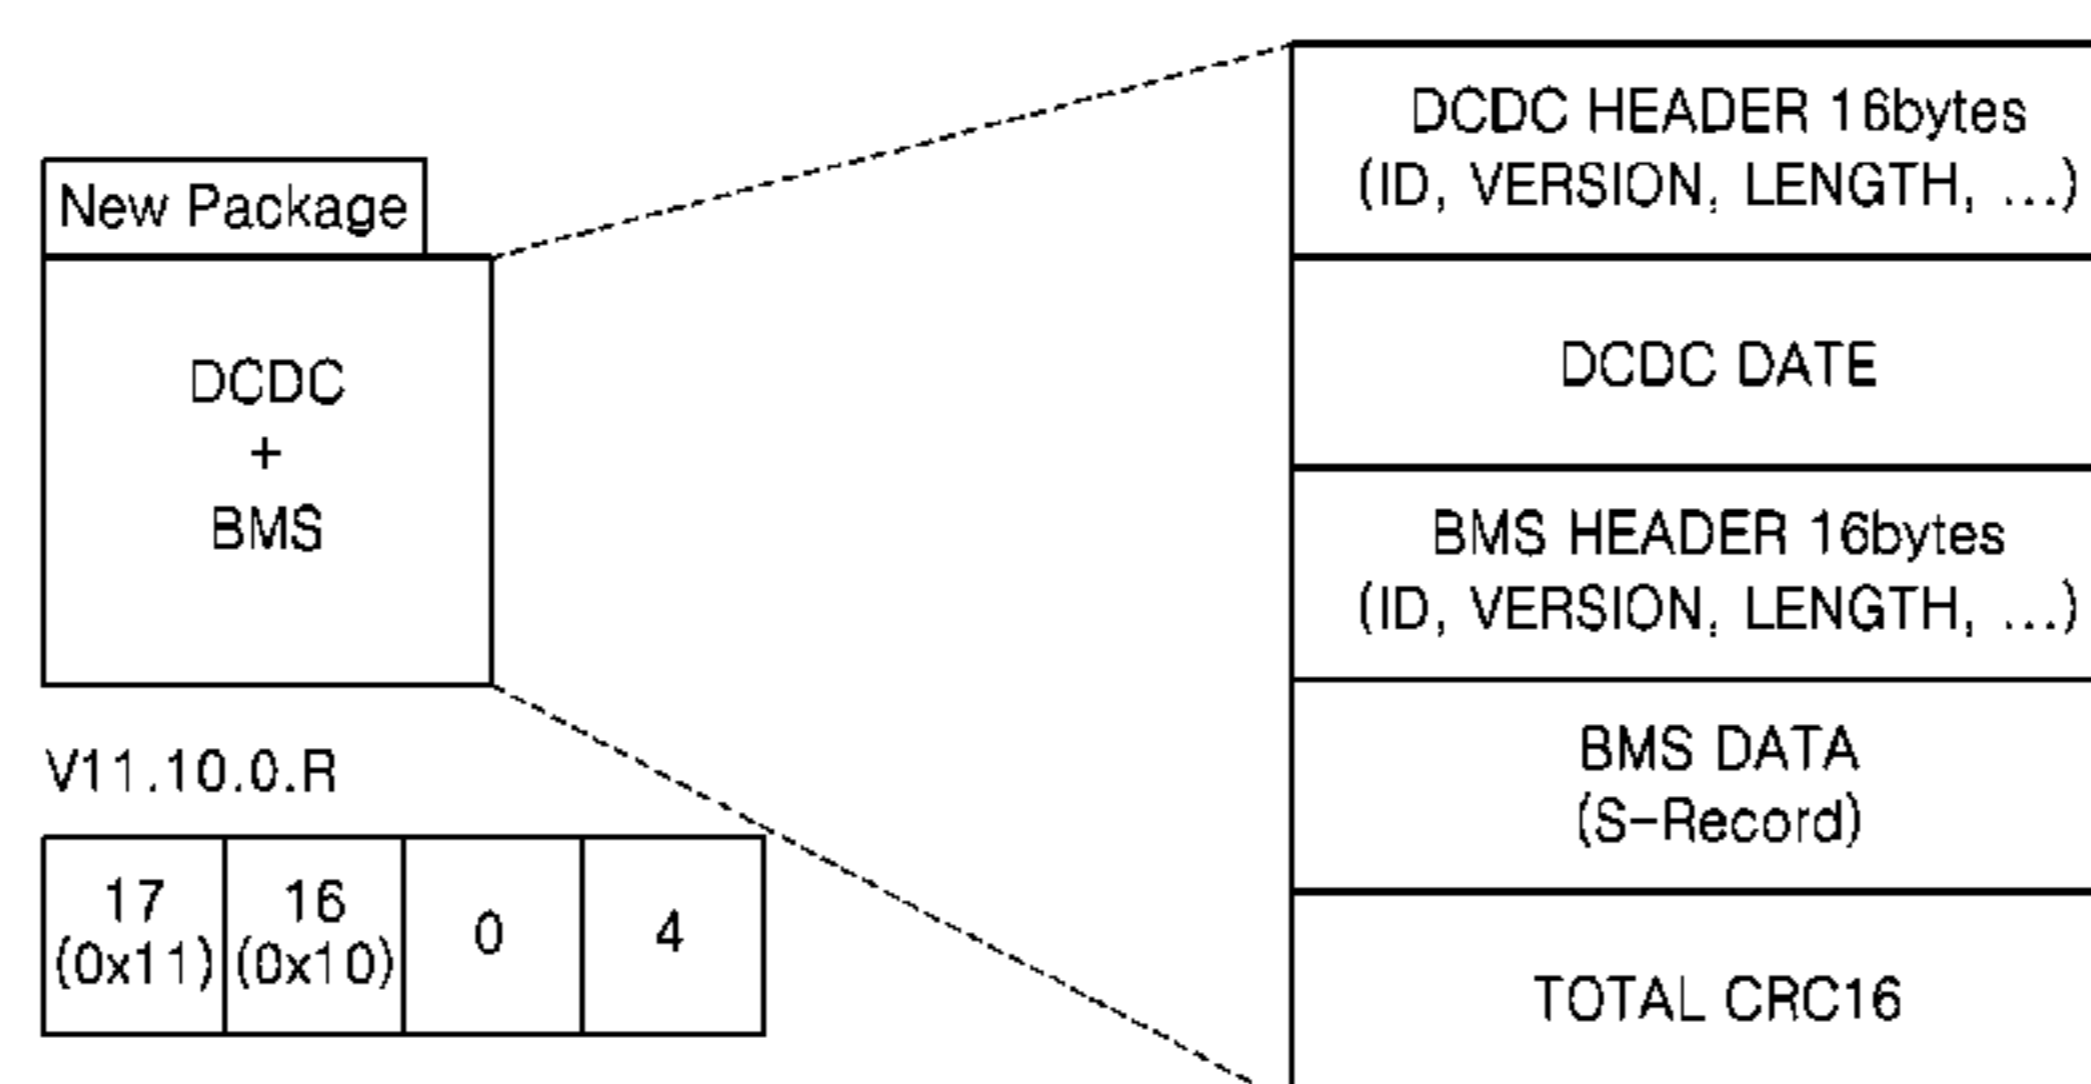 New Package
DCDC
+
BMS
V11.10.0.R
17
(0x11)
16
(0x10)
0
4
DCDC HEADER 16bytes
(ID, VERSION, LENGTH, ...)
DCDC DATE
BMS HEADER 16bytes
(ID, VERSION, LENGTH, ...)
BMS DATA
(S-Record)
TOTAL CRC16